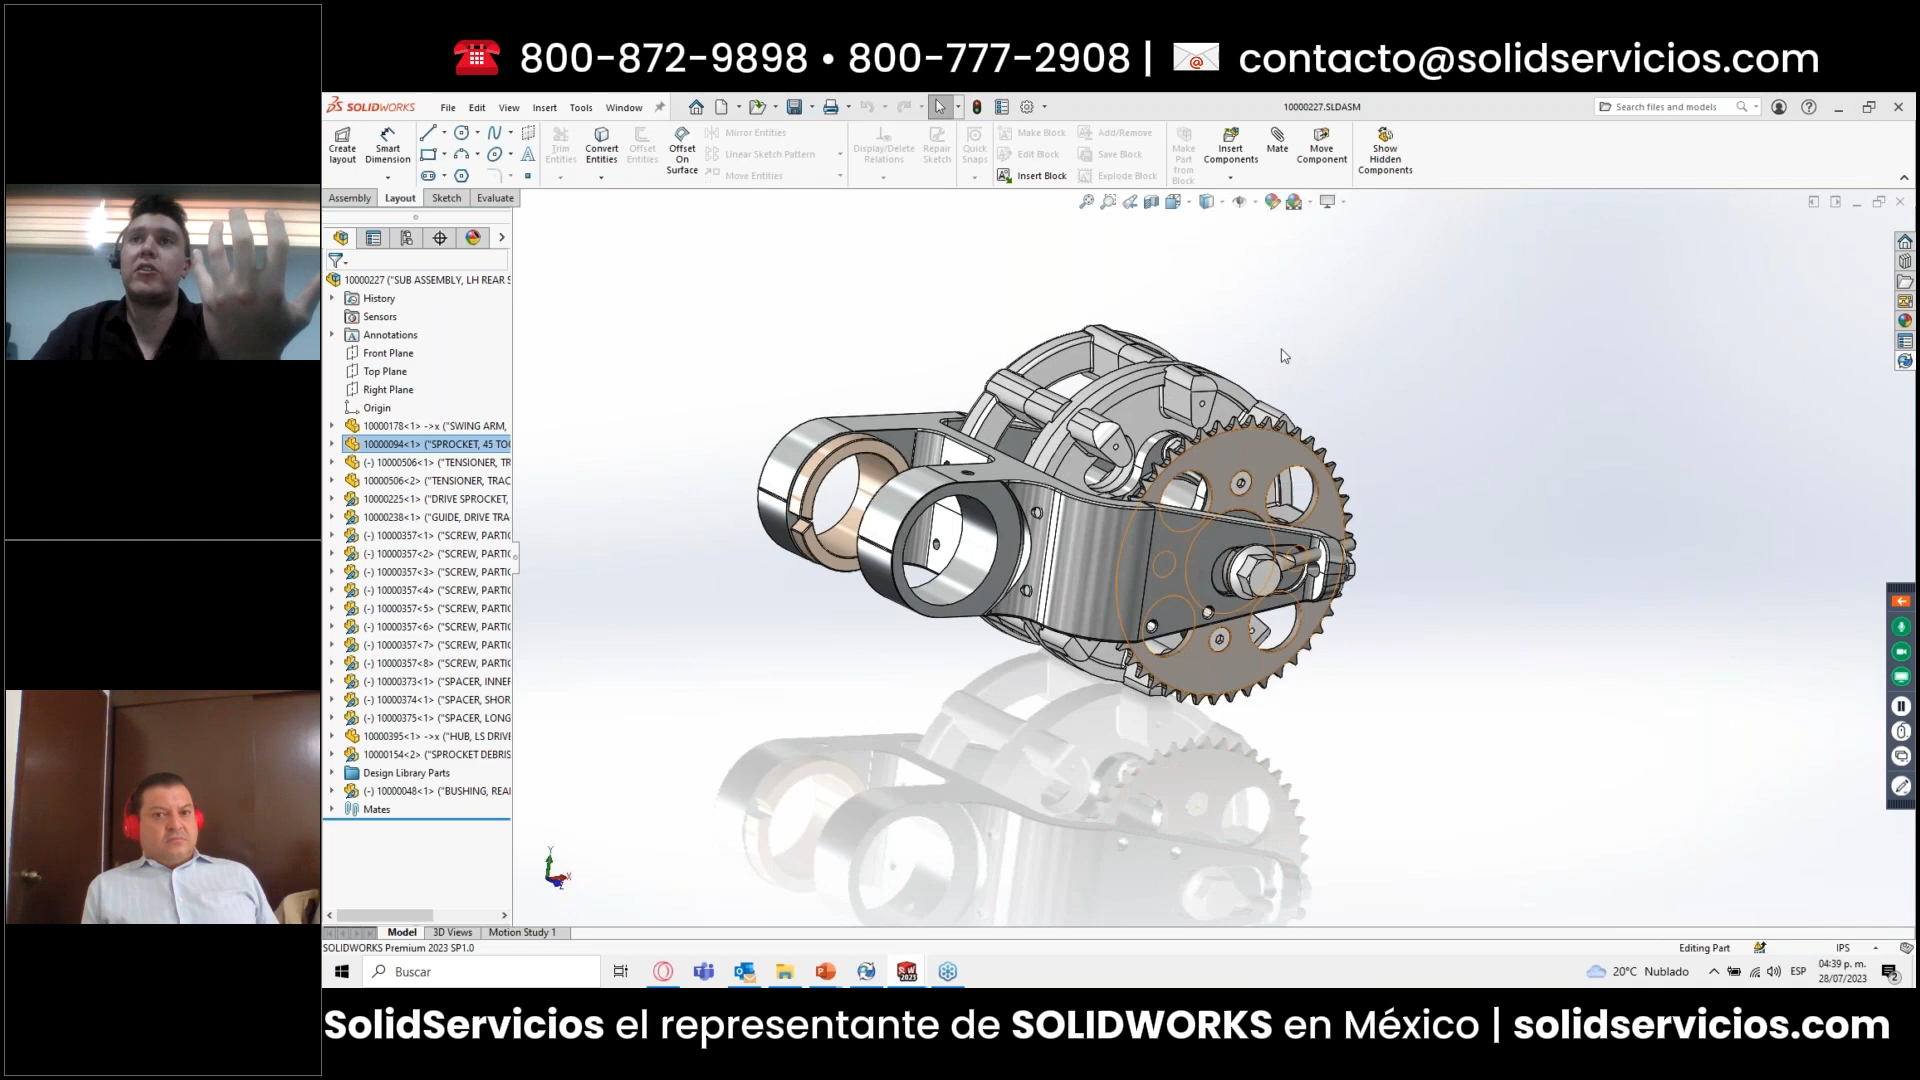 800-872-9898 • 800-777-2908 | contacto@solidservicios.com
SOLIDWORKS File Edit View Insert Tools Window 10000227.SLDASM Search files and models
Create layout
Smart Dimension
Trim Entities
Convert Entities
Offset Entities
Offset On Surface
Mirror Entities
Linear Sketch Pattern
Move Entities
Display/Delete Relations
Repair Sketch
Quick Snaps
Make Block
Edit Block
Insert Block
Add/Remove
Save Block
Explode Block
Make Part from Block
Insert Components
Mate
Move Component
Show Hidden Components
Assembly Layout Sketch Evaluate
10000227 ("SUB ASSEMBLY, LH REAR S
History
Sensors
Annotations
Front Plane
Top Plane
Right Plane
Origin
10000178<1> ->x ("SWING ARM,
10000094<1> ("SPROCKET, 45 TOO
(-) 10000506<1> ("TENSIONER, TR
10000506<2> ("TENSIONER, TRAC
10000225<1> ("DRIVE SPROCKET,
10000238<1> ("GUIDE, DRIVE TRA
(-) 10000357<1> ("SCREW, PARTIC
(-) 10000357<2> ("SCREW, PARTIC
(-) 10000357<3> ("SCREW, PARTIC
(-) 10000357<4> ("SCREW, PARTIC
(-) 10000357<5> ("SCREW, PARTIC
(-) 10000357<6> ("SCREW, PARTIC
(-) 10000357<7> ("SCREW, PARTIC
(-) 10000357<8> ("SCREW, PARTIC
(-) 10000373<1> ("SPACER, INNER
(-) 10000374<1> ("SPACER, SHOR
(-) 10000375<1> ("SPACER, LONG
(-) 10000395<1> ->x ("HUB, LS DRIVE
10000154<2> ("SPROCKET DEBRIS
Design Library Parts
(-) 10000048<1> ("BUSHING, REAR
Mates
Y
X
Z
Model 3D Views Motion Study 1
SOLIDWORKS Premium 2023 SP1.0 Editing Part IPS
Buscar 20°C Nublado ESP 04:39 p. m.
28/07/2023
2
SolidServicios el representante de SOLIDWORKS en México | solidservicios.com